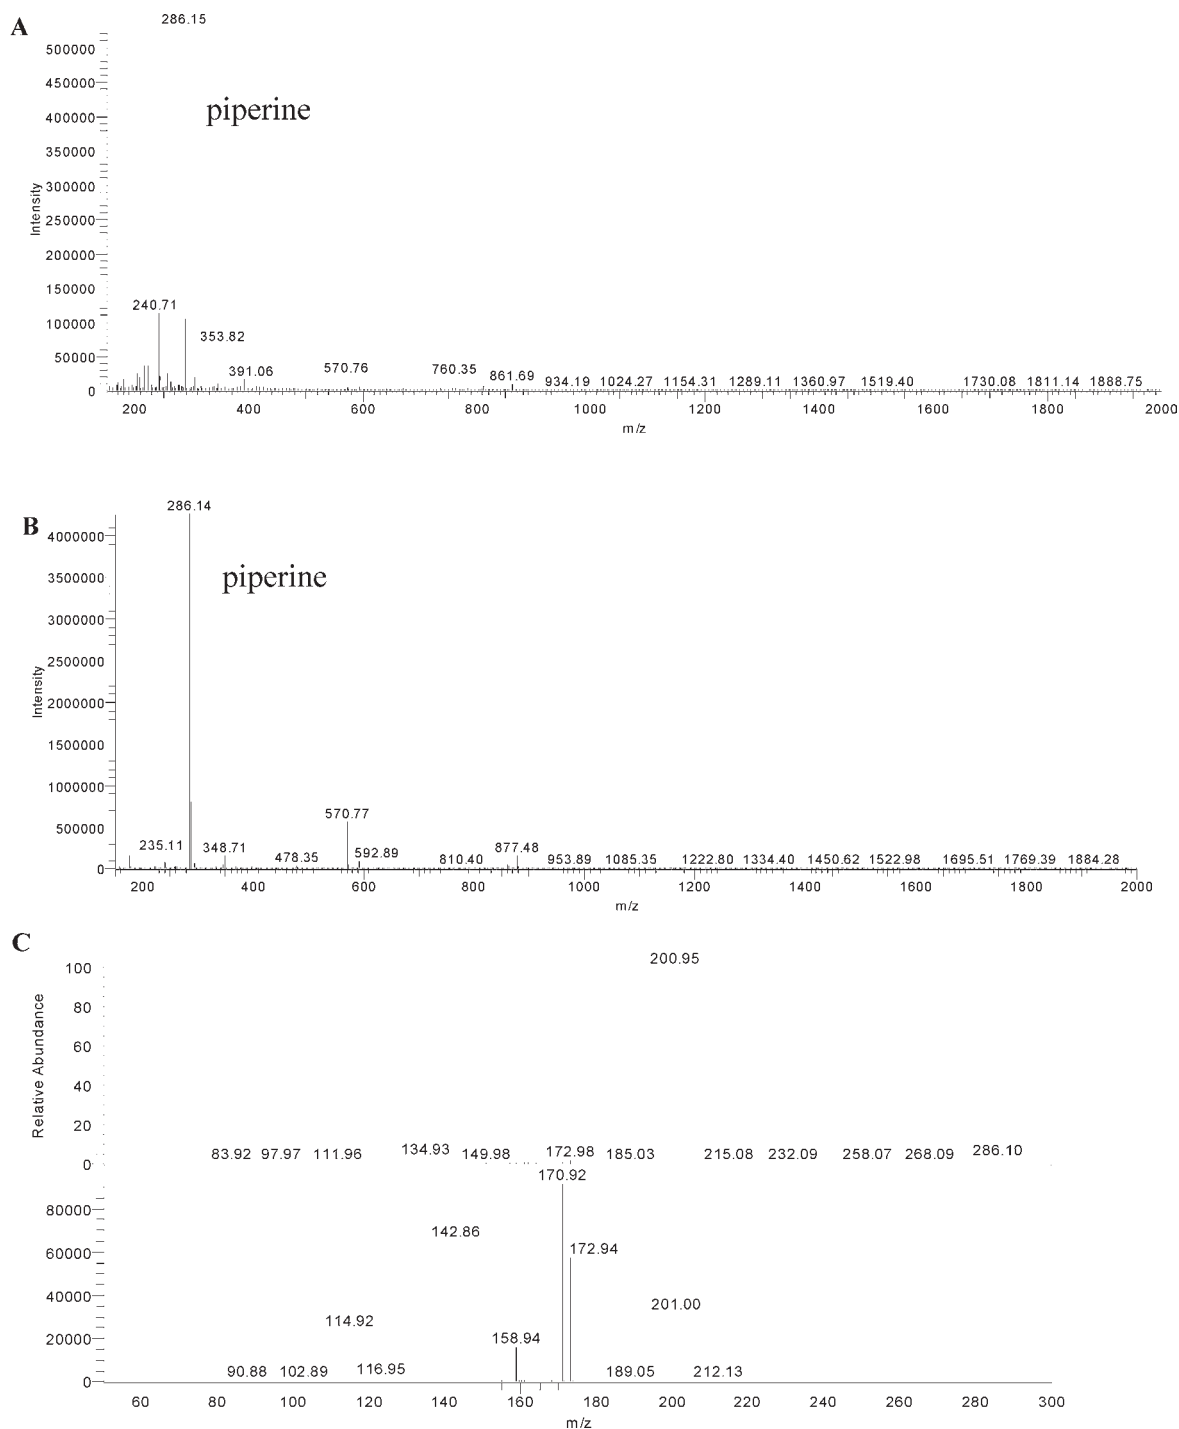 A
286.15
500000
450000
piperine
400000
350000
300000
Intensity
250000
200000
150000
240.71
100000
353.82
50000
391.06 570.76 760.35 861.69 934.19 1024.27 1154.31 1289.11 1360.97 1519.40 1730.08 1811.14 1888.75
0
200 400 600 800 1000 1200 1400 1600 1800 2000
m/z
B
286.14
4000000
piperine
3500000
3000000
2500000
Intensity
2000000
1500000
1000000
570.77
500000
235.11 348.71 478.35 592.89 810.40 877.48 953.89 1085.35 1222.80 1334.40 1450.62 1522.98 1695.51 1769.39 1884.28
0
200 400 600 800 1000 1200 1400 1600 1800 2000
m/z
C
200.95
100
80
60
Relative Abundance
40
20
83.92 97.97 111.96 134.93 149.98 172.98 185.03 215.08 232.09 258.07 268.09 286.10
0
170.92
80000
142.86
172.94
60000
40000
201.00
114.92
20000
158.94
90.88 102.89 116.95 189.05 212.13
0
60 80 100 120 140 160 180 200 220 240 260 280 300
m/z